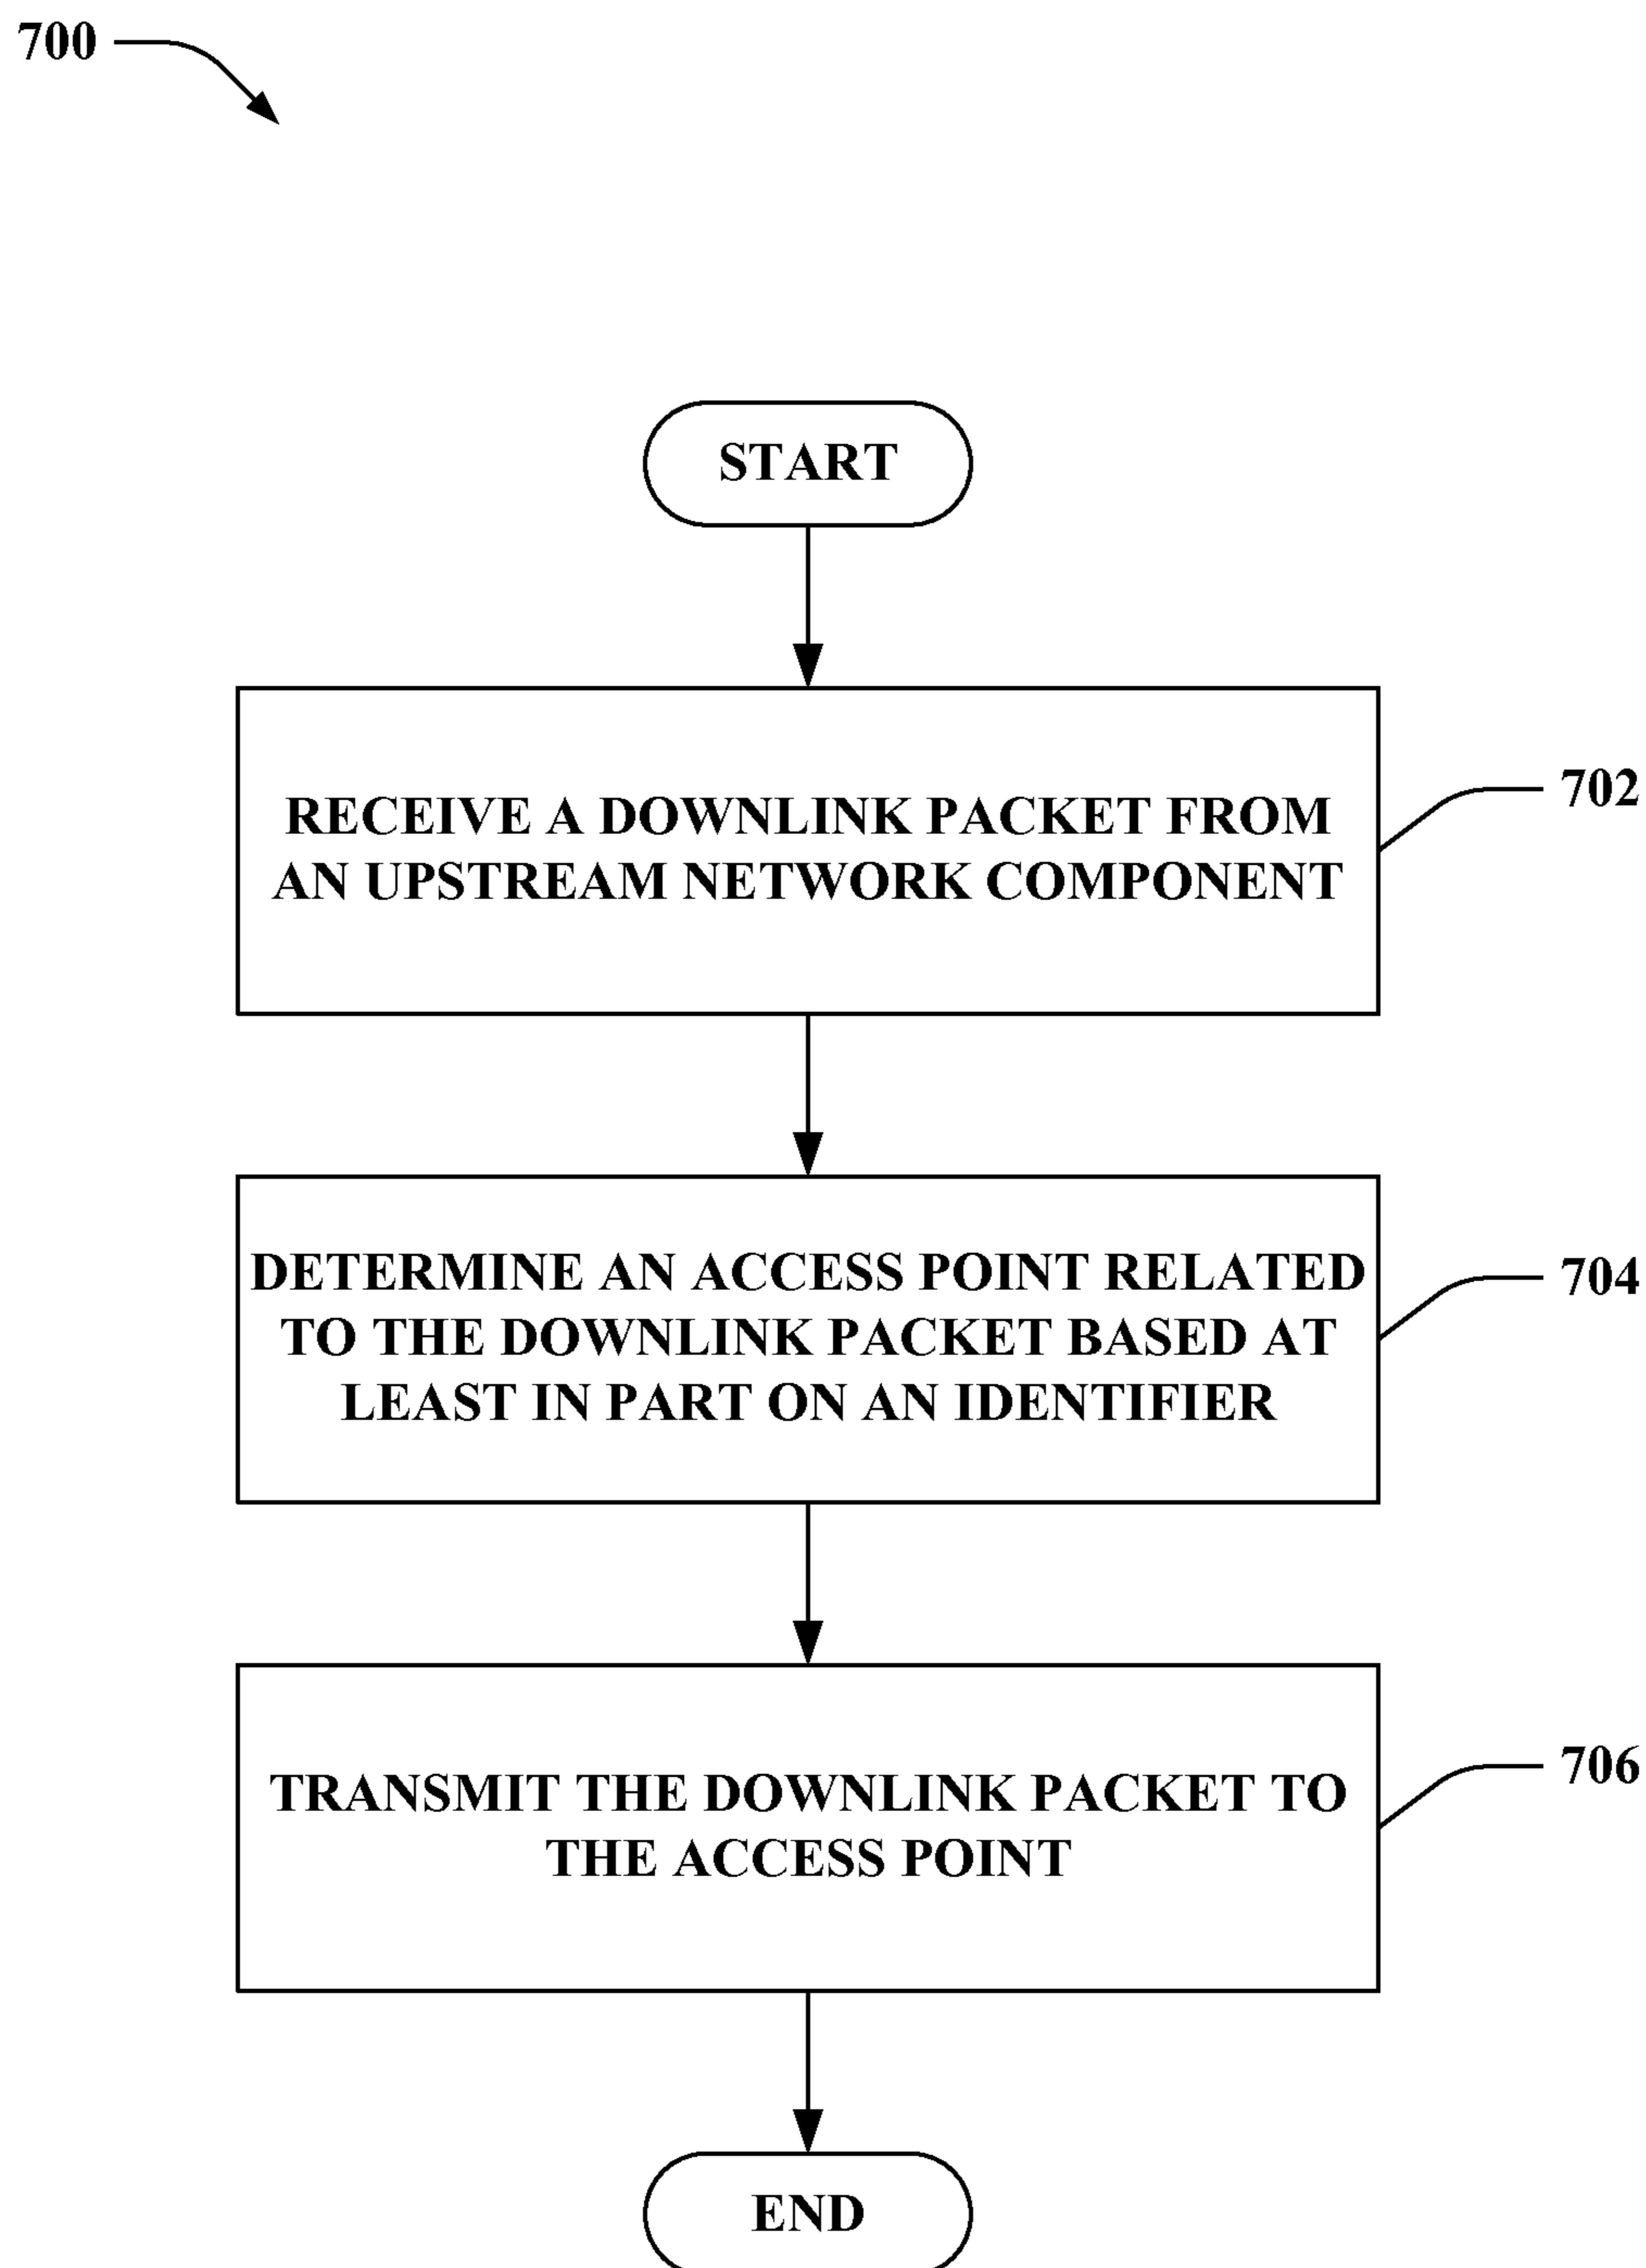 700
START
RECEIVE A DOWNLINK PACKET FROM
AN UPSTREAM NETWORK COMPONENT
702
DETERMINE AN ACCESS POINT RELATED
TO THE DOWNLINK PACKET BASED AT
LEAST IN PART ON AN IDENTIFIER
704
TRANSMIT THE DOWNLINK PACKET TO
THE ACCESS POINT
706
END